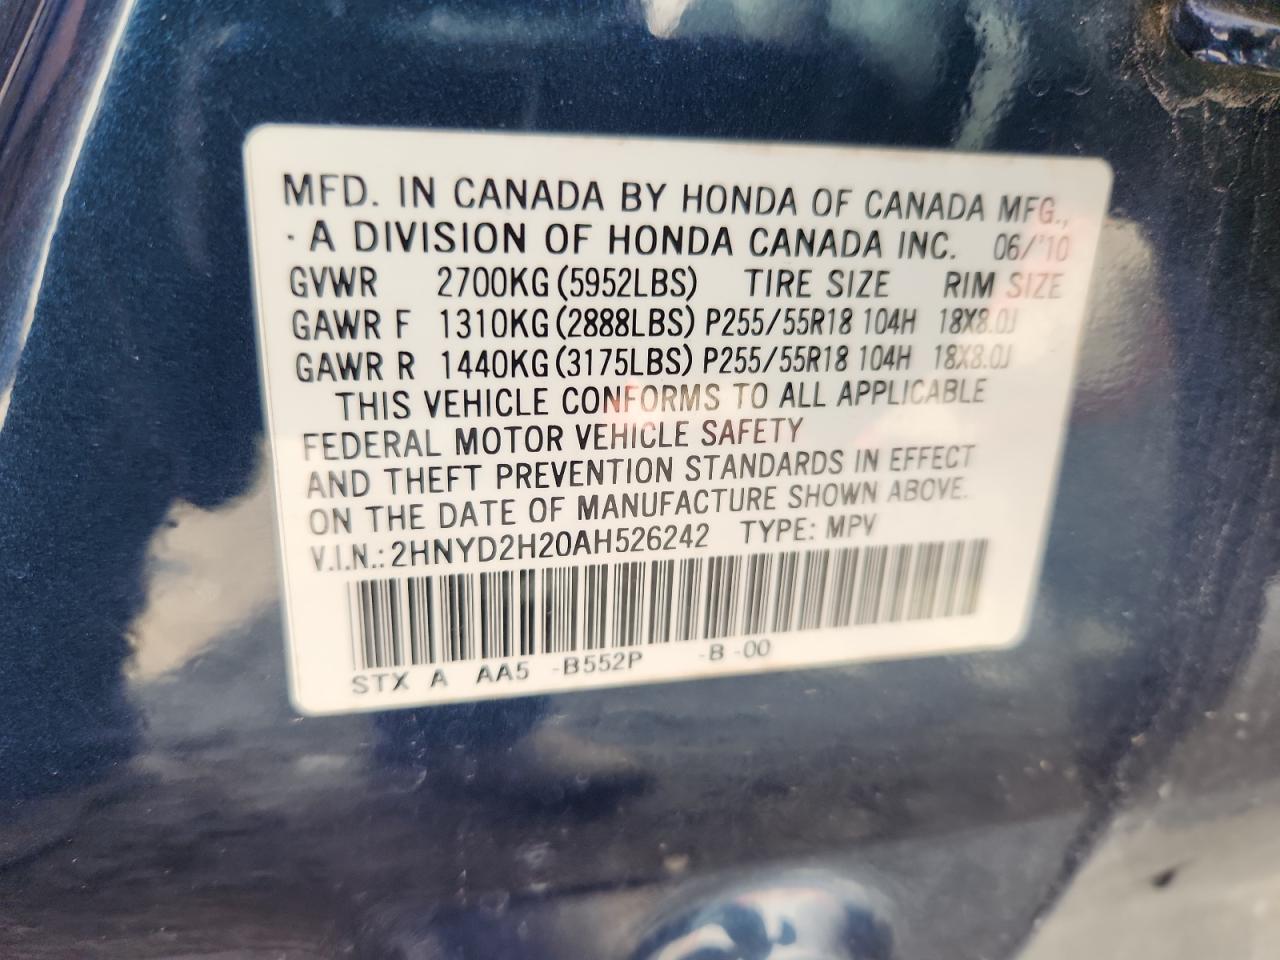 MFD. IN CANADA BY HONDA OF CANADA MFG.,
· A DIVISION OF HONDA CANADA INC. 06/'10
GVWR 2700KG (5952LBS) TIRE SIZE RIM SIZE
GAWR F 1310KG (2888LBS) P255/55R18 104H 18X8.0J
GAWR R 1440KG (3175LBS) P255/55R18 104H 18X8.0J
THIS VEHICLE CONFORMS TO ALL APPLICABLE
FEDERAL MOTOR VEHICLE SAFETY
AND THEFT PREVENTION STANDARDS IN EFFECT
ON THE DATE OF MANUFACTURE SHOWN ABOVE.
V.I.N.: 2HNYD2H20AH526242 TYPE: MPV
STX A AA5 -B552P -B -00